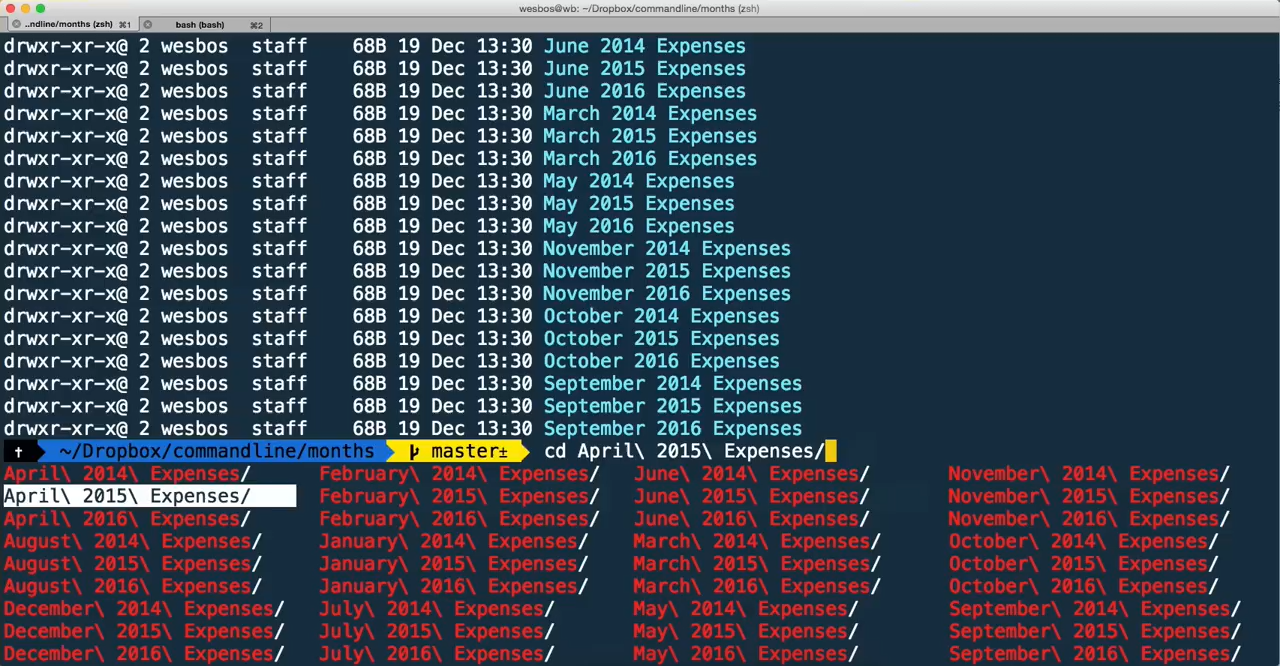 wesbos@wb: ~/Dropbox/commandline/months (zsh)
..ndline/months (zsh) ⌘1 bash (bash) ⌘2
drwxr-xr-x@ 2 wesbos staff 68B 19 Dec 13:30 June 2014 Expenses
drwxr-xr-x@ 2 wesbos staff 68B 19 Dec 13:30 June 2015 Expenses
drwxr-xr-x@ 2 wesbos staff 68B 19 Dec 13:30 June 2016 Expenses
drwxr-xr-x@ 2 wesbos staff 68B 19 Dec 13:30 March 2014 Expenses
drwxr-xr-x@ 2 wesbos staff 68B 19 Dec 13:30 March 2015 Expenses
drwxr-xr-x@ 2 wesbos staff 68B 19 Dec 13:30 March 2016 Expenses
drwxr-xr-x@ 2 wesbos staff 68B 19 Dec 13:30 May 2014 Expenses
drwxr-xr-x@ 2 wesbos staff 68B 19 Dec 13:30 May 2015 Expenses
drwxr-xr-x@ 2 wesbos staff 68B 19 Dec 13:30 May 2016 Expenses
drwxr-xr-x@ 2 wesbos staff 68B 19 Dec 13:30 November 2014 Expenses
drwxr-xr-x@ 2 wesbos staff 68B 19 Dec 13:30 November 2015 Expenses
drwxr-xr-x@ 2 wesbos staff 68B 19 Dec 13:30 November 2016 Expenses
drwxr-xr-x@ 2 wesbos staff 68B 19 Dec 13:30 October 2014 Expenses
drwxr-xr-x@ 2 wesbos staff 68B 19 Dec 13:30 October 2015 Expenses
drwxr-xr-x@ 2 wesbos staff 68B 19 Dec 13:30 October 2016 Expenses
drwxr-xr-x@ 2 wesbos staff 68B 19 Dec 13:30 September 2014 Expenses
drwxr-xr-x@ 2 wesbos staff 68B 19 Dec 13:30 September 2015 Expenses
drwxr-xr-x@ 2 wesbos staff 68B 19 Dec 13:30 September 2016 Expenses
✝ ~/Dropbox/commandline/months master± cd April\ 2015\ Expenses/
April\ 2014\ Expenses/ February\ 2014\ Expenses/ June\ 2014\ Expenses/ November\ 2014\ Expenses/
April\ 2015\ Expenses/ February\ 2015\ Expenses/ June\ 2015\ Expenses/ November\ 2015\ Expenses/
April\ 2016\ Expenses/ February\ 2016\ Expenses/ June\ 2016\ Expenses/ November\ 2016\ Expenses/
August\ 2014\ Expenses/ January\ 2014\ Expenses/ March\ 2014\ Expenses/ October\ 2014\ Expenses/
August\ 2015\ Expenses/ January\ 2015\ Expenses/ March\ 2015\ Expenses/ October\ 2015\ Expenses/
August\ 2016\ Expenses/ January\ 2016\ Expenses/ March\ 2016\ Expenses/ October\ 2016\ Expenses/
December\ 2014\ Expenses/ July\ 2014\ Expenses/ May\ 2014\ Expenses/ September\ 2014\ Expenses/
December\ 2015\ Expenses/ July\ 2015\ Expenses/ May\ 2015\ Expenses/ September\ 2015\ Expenses/
December\ 2016\ Expenses/ July\ 2016\ Expenses/ May\ 2016\ Expenses/ September\ 2016\ Expenses/